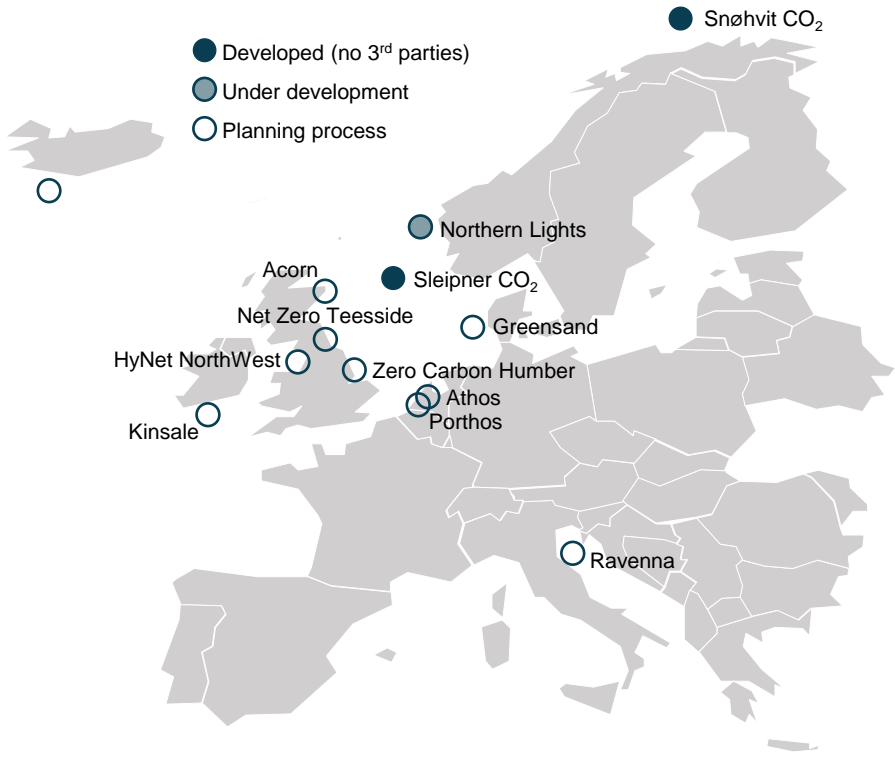 Snøhvit CO₂
Developed (no 3ʳᵈ parties)
Under development
Planning process
Northern Lights
Acorn
Sleipner CO₂
Net Zero Teesside
Greensand
HyNet NorthWest
Zero Carbon Humber
Athos
Porthos
Kinsale
Ravenna